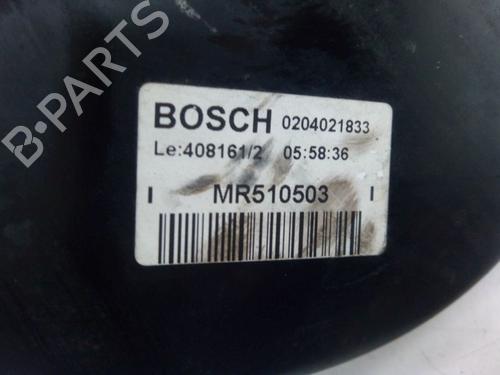 B-PARTS
BOSCH 0204021833
Le:408161/2 05:58:36
I MR510503 I